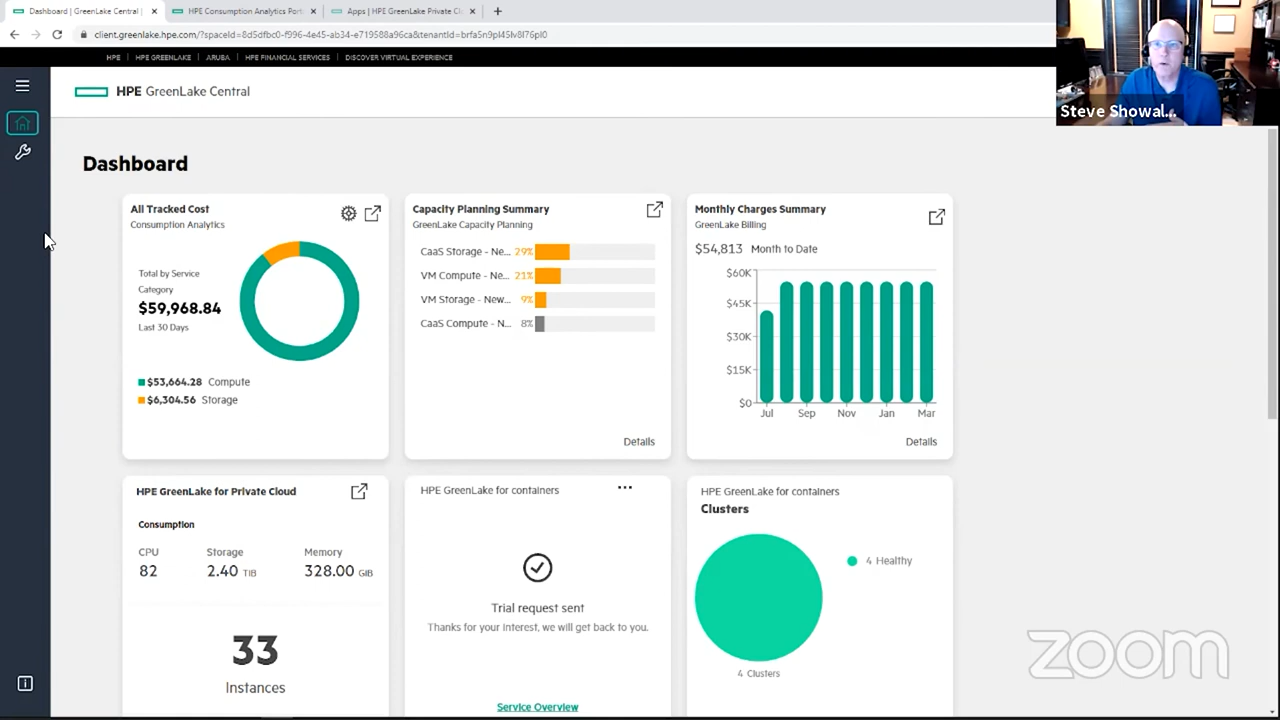 Dashboard | GreenLake Central |
HPE Consumption Analytics Port
Apps | HPE GreenLake Private Cl
client.greenlake.hpe.com/?spaceId=8d5dfbc0-f996-4e45-ab34-e719588a96ca&tenantId=brfa5n9pl45lv8l76pl0
HPE HPE GREENLAKE ARUBA HPE FINANCIAL SERVICES DISCOVER VIRTUAL EXPERIENCE
HPE GreenLake Central
Steve Showal...
Dashboard
All Tracked Cost
Consumption Analytics
Total by Service
Category
$59,968.84
Last 30 Days
$53,664.28 Compute
$6,304.56 Storage
Capacity Planning Summary
GreenLake Capacity Planning
CaaS Storage - Ne... 29%
VM Compute - Ne... 21%
VM Storage - New... 9%
CaaS Compute - N... 8%
Details
Monthly Charges Summary
GreenLake Billing
$54,813 Month to Date
$60K
$45K
$30K
$15K
$0
Jul Sep Nov Jan Mar
Details
HPE GreenLake for Private Cloud
Consumption
CPU Storage Memory
82 2.40 TIB 328.00 GIB
33
Instances
HPE GreenLake for containers
Trial request sent
Thanks for your interest, we will get back to you.
Service Overview
HPE GreenLake for containers
Clusters
4 Healthy
4 Clusters
zoom